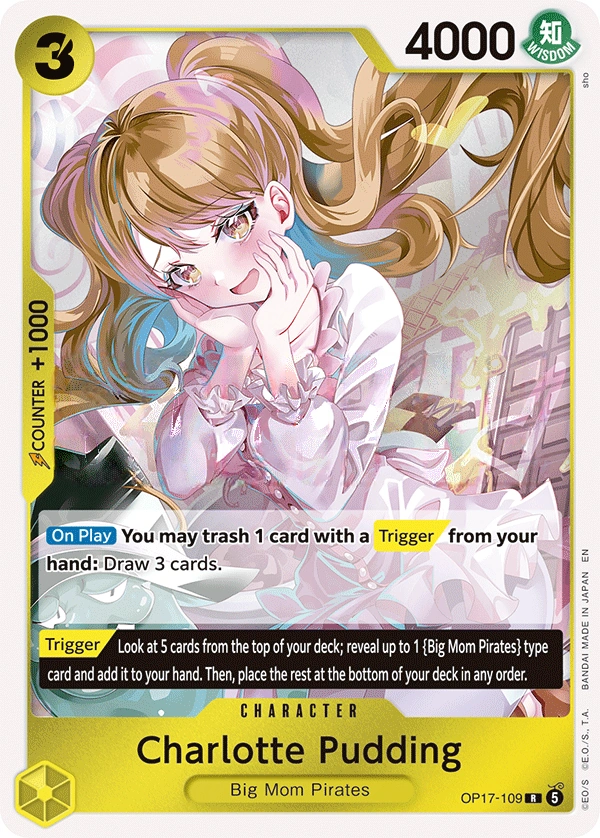 3
4000
知
WISDOM
sho
COUNTER +1000
On Play You may trash 1 card with a Trigger from your
hand: Draw 3 cards.
Trigger Look at 5 cards from the top of your deck; reveal up to 1 {Big Mom Pirates} type
card and add it to your hand. Then, place the rest at the bottom of your deck in any order.
CHARACTER
Charlotte Pudding
Big Mom Pirates
OP17-109 R 5
©EO/S ©E.O./S., T.A. BANDAI MADE IN JAPAN EN